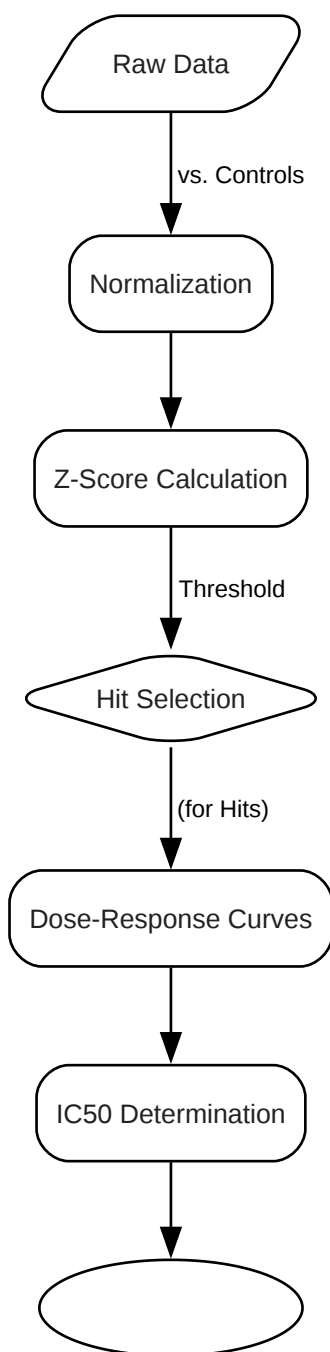 Raw Data
vs. Controls
Normalization
Z-Score Calculation
Threshold
Hit Selection
(for Hits)
Dose-Response Curves
IC50 Determination